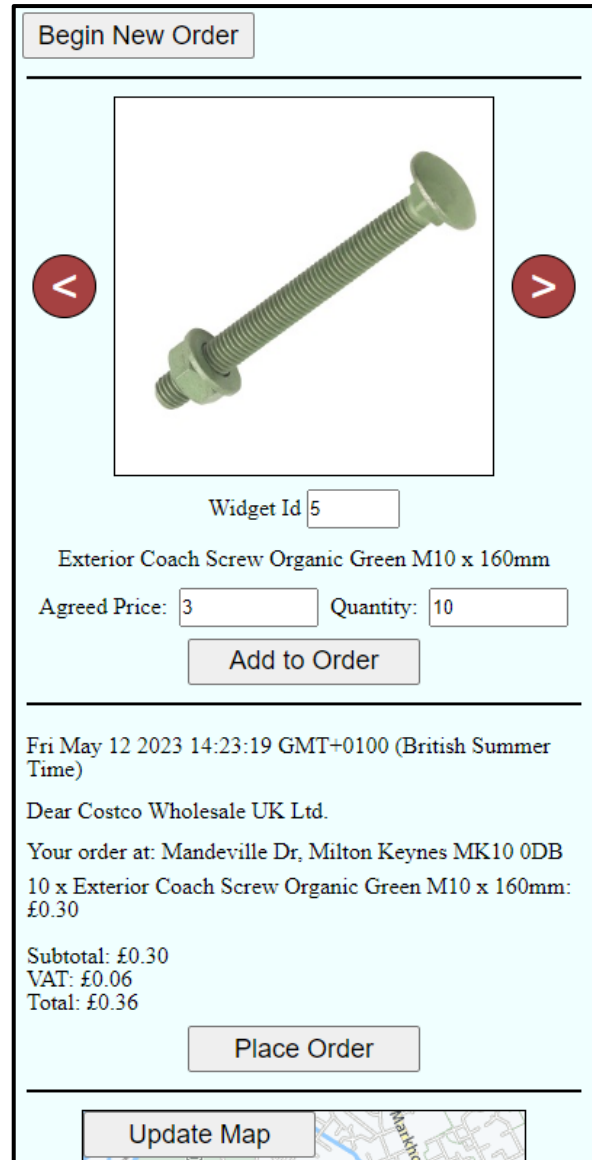 Begin New Order
< >
Widget Id 5
Exterior Coach Screw Organic Green M10 x 160mm
Agreed Price: 3 Quantity: 10
Add to Order
Fri May 12 2023 14:23:19 GMT+0100 (British Summer
Time)
Dear Costco Wholesale UK Ltd.
Your order at: Mandeville Dr, Milton Keynes MK10 0DB
10 x Exterior Coach Screw Organic Green M10 x 160mm:
£0.30
Subtotal: £0.30
VAT: £0.06
Total: £0.36
Place Order
Update Map